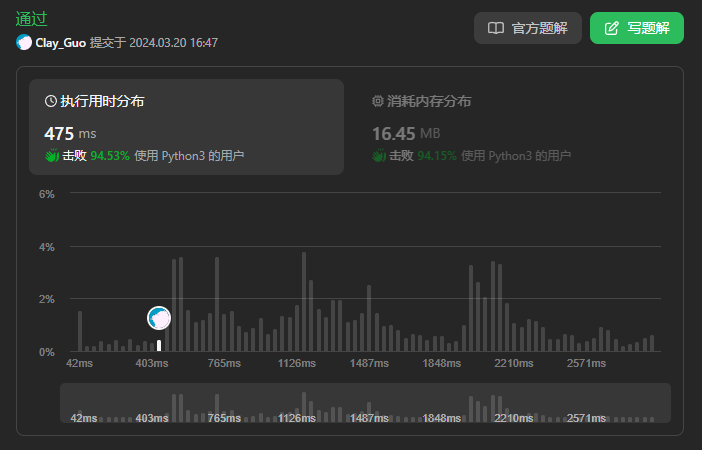 通过
Clay_Guo 提交于 2024.03.20 16:47
官方题解
写题解
执行用时分布
475 ms
击败 94.53% 使用 Python3 的用户
消耗内存分布
16.45 MB
击败 94.15% 使用 Python3 的用户
6%
4%
2%
0%
42ms 403ms 765ms 1126ms 1487ms 1848ms 2210ms 2571ms
42ms 403ms 765ms 1126ms 1487ms 1848ms 2210ms 2571ms